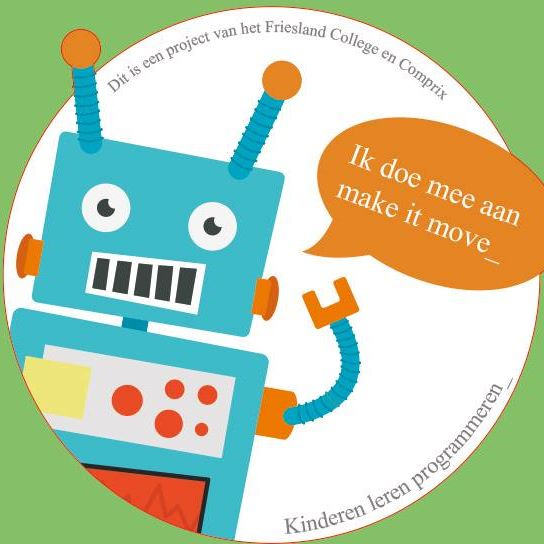 Dit is een project van het Friesland College en Comprix
Ik doe mee aan
make it move_
Kinderen leren programmeren_